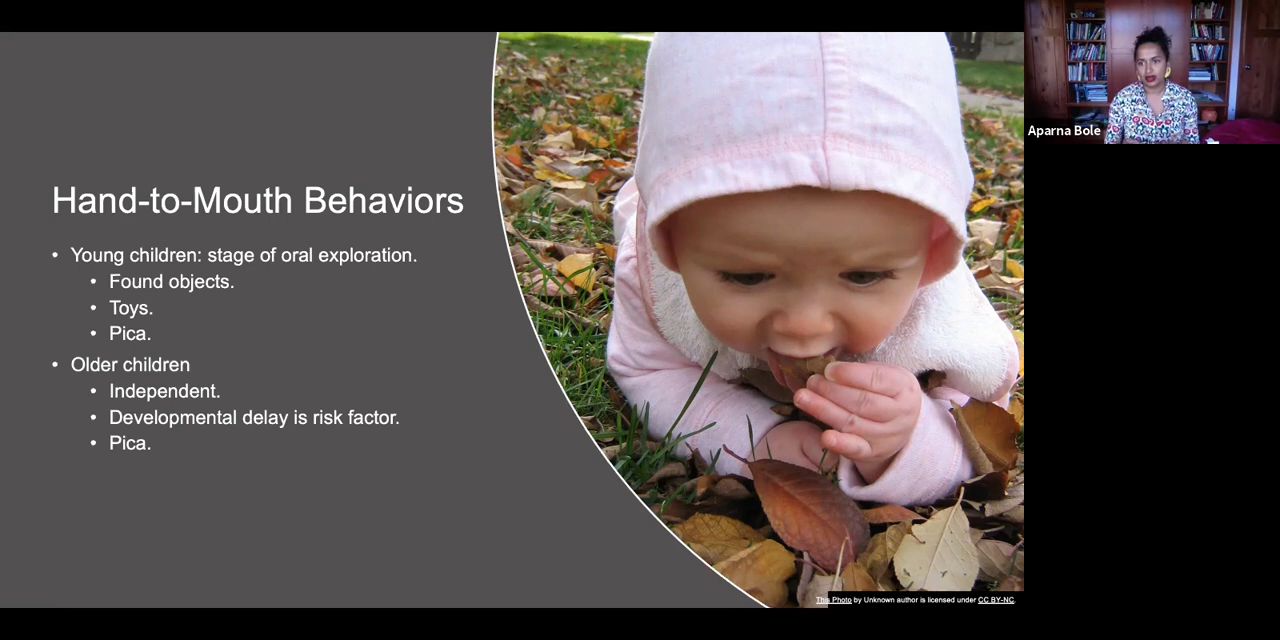 Hand-to-Mouth Behaviors
• Young children: stage of oral exploration.
• Found objects.
• Toys.
• Pica.
• Older children
• Independent.
• Developmental delay is risk factor.
• Pica.
This Photo by Unknown author is licensed under CC BY-NC.
Aparna Bole